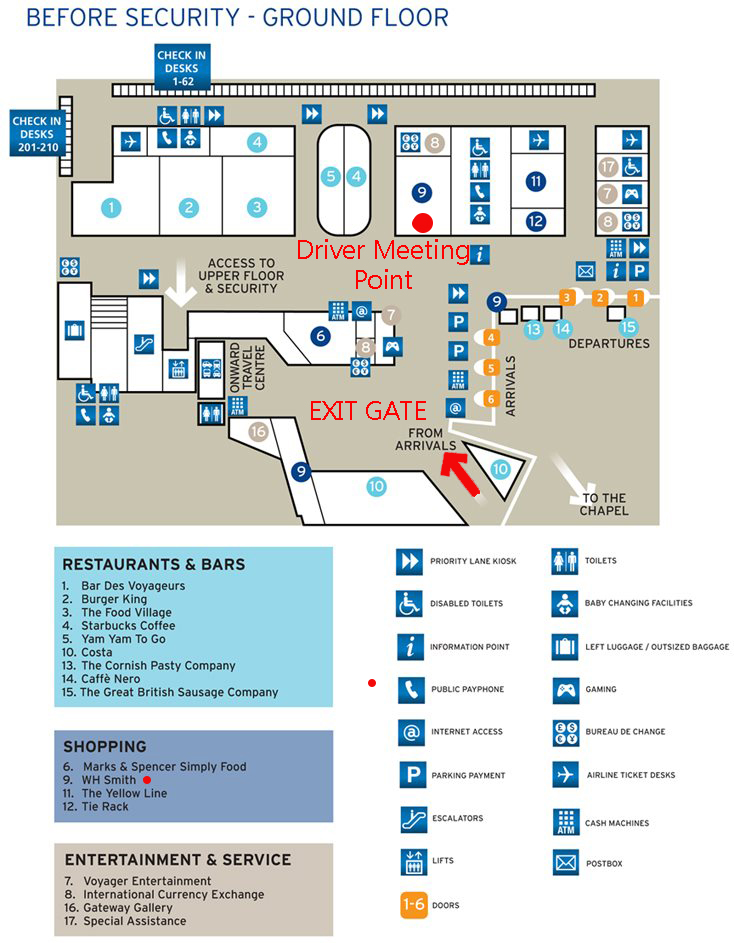 BEFORE SECURITY - GROUND FLOOR
CHECK IN
DESKS
1-62
CHECK IN
DESKS
201-210
4
8
17
5
4
9
11
7
1
2
3
12
8
ATM
i
P
Driver Meeting
Point
i
ACCESS TO
UPPER FLOOR
& SECURITY
9
3
2
1
ATM
@
7
P
13
14
15
6
4
DEPARTURES
8
P
ONWARD
TRAVEL
CENTRE
5
ARRIVALS
ATM
6
ATM
@
EXIT GATE
16
FROM
ARRIVALS
9
10
10
TO THE
CHAPEL
RESTAURANTS & BARS
1. Bar Des Voyageurs
2. Burger King
3. The Food Village
4. Starbucks Coffee
5. Yam Yam To Go
10. Costa
13. The Cornish Pasty Company
14. Caffè Nero
15. The Great British Sausage Company
SHOPPING
6. Marks & Spencer Simply Food
9. WH Smith
11. The Yellow Line
12. Tie Rack
ENTERTAINMENT & SERVICE
7. Voyager Entertainment
8. International Currency Exchange
16. Gateway Gallery
17. Special Assistance
PRIORITY LANE KIOSK
DISABLED TOILETS
i INFORMATION POINT
PUBLIC PAYPHONE
@ INTERNET ACCESS
P PARKING PAYMENT
ESCALATORS
LIFTS
1-6 DOORS
TOILETS
BABY CHANGING FACILITIES
LEFT LUGGAGE / OUTSIZED BAGGAGE
GAMING
BUREAU DE CHANGE
AIRLINE TICKET DESKS
ATM CASH MACHINES
POSTBOX